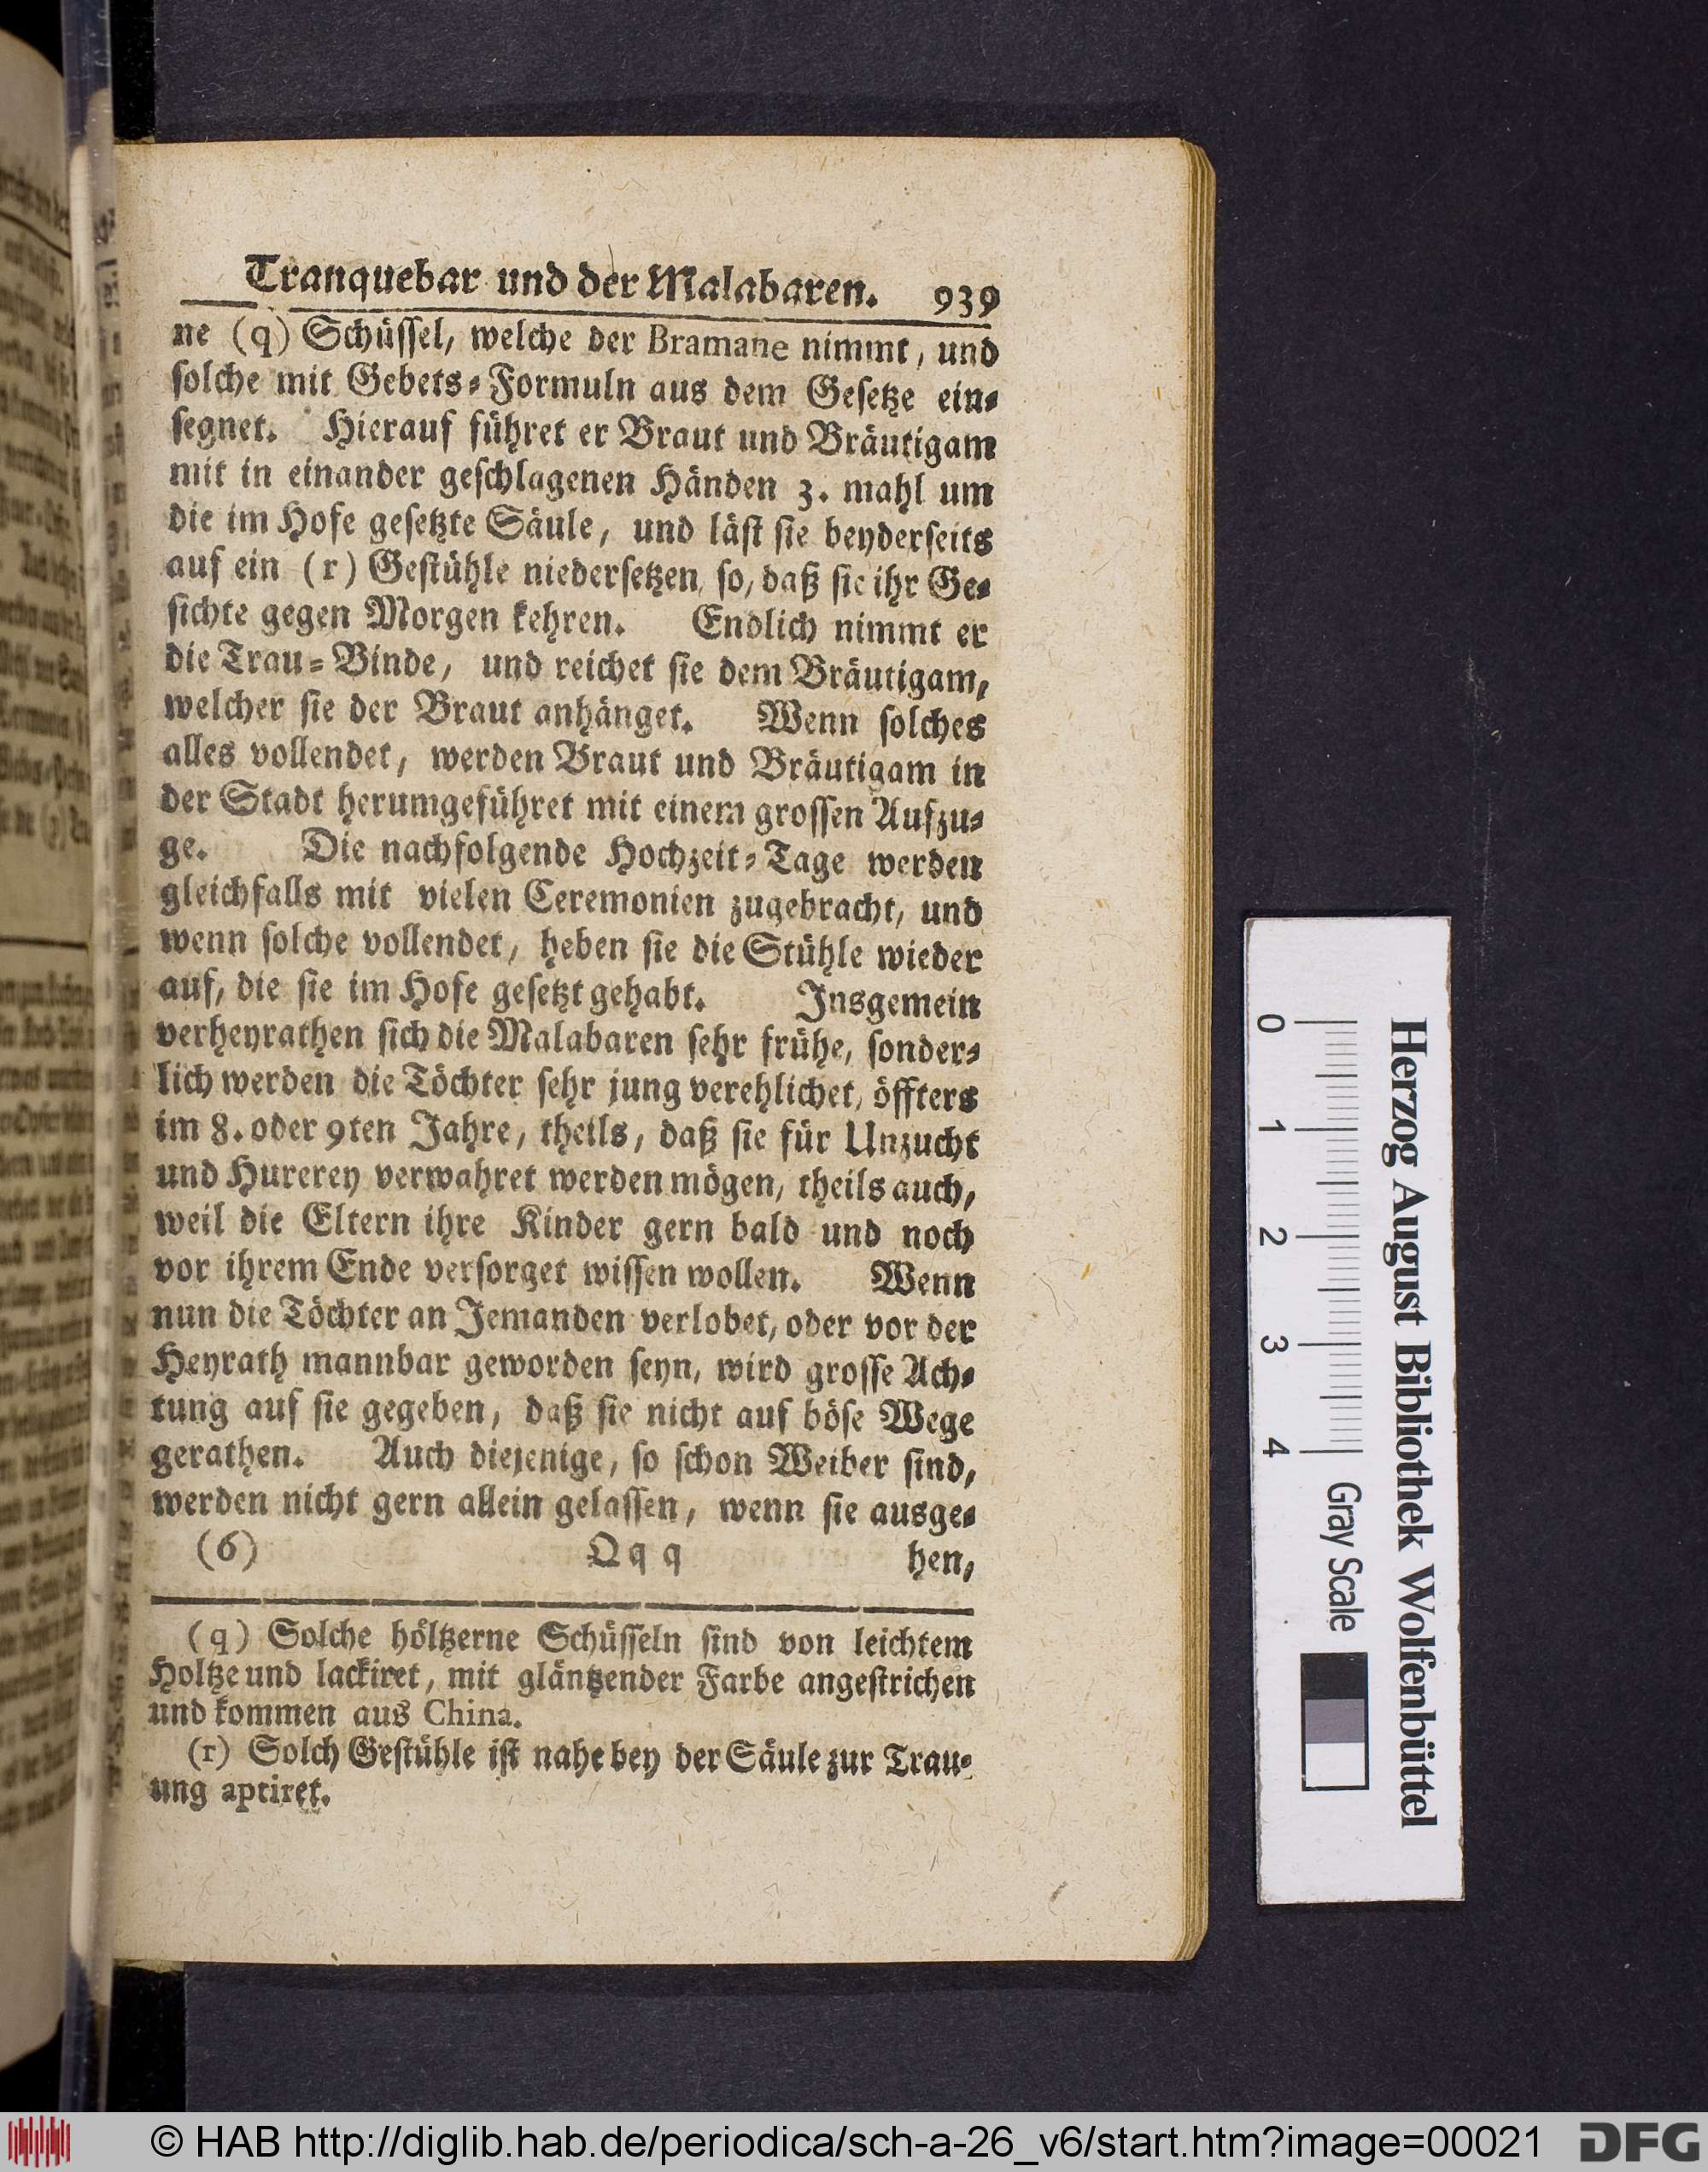 Tranquebar und der Malabaren. 939
ne (q) Schüſſel, welche der Bramane nimmt, und
ſolche mit Gebets⸗Formuln aus dem Geſetze ein⸗
ſegnet. Hierauf führet er Braut und Bräutigam
mit in einander geſchlagenen Händen 3. mahl um
die im Hofe geſetzte Säule, und läſt ſie beyderſeits
auf ein (r) Geſtühle niederſetzen, ſo, daß ſie ihr Ge⸗
ſichte gegen Morgen kehren. Endlich nimmt er
die Trau⸗Binde, und reichet ſie dem Bräutigam,
welcher ſie der Braut anhänget. Wenn ſolches
alles vollendet, werden Braut und Bräutigam in
der Stadt herumgeführet mit einem groſſen Aufzu⸗
ge. Die nachfolgende Hochzeit⸗Tage werden
gleichfalls mit vielen Ceremonien zugebracht, und
wenn ſolche vollendet, heben ſie die Stühle wieder
auf, die ſie im Hofe geſetzt gehabt. Insgemein
verheyrathen ſich die Malabaren ſehr frühe, ſonder⸗
lich werden die Töchter ſehr jung verehlichet, öffters
im 8. oder 9ten Jahre, theils, daß ſie für Unzucht
und Hurerey verwahret werden mögen, theils auch,
weil die Eltern ihre Kinder gern bald und noch
vor ihrem Ende verſorget wiſſen wollen. Wenn
nun die Töchter an Jemanden verlobet, oder vor der
Heyrath mannbar geworden ſeyn, wird groſſe Ach⸗
tung auf ſie gegeben, daß ſie nicht auf böſe Wege
gerathen. Auch diejenige, ſo ſchon Weiber ſind,
werden nicht gern allein gelaſſen, wenn ſie ausge⸗
(6) Qqq hen,
(q) Solche höltzerne Schüſſeln ſind von leichtem
Holtze und lackiret, mit gläntzender Farbe angeſtrichen
und kommen aus China.
(r) Solch Geſtühle iſt nahe bey der Säule zur Trau⸗
ung aptiret.
Herzog August Bibliothek Wolfenbüttel
0 1 2 3 4 Gray Scale
© HAB http://diglib.hab.de/periodica/sch-a-26_v6/start.htm?image=00021
DFG